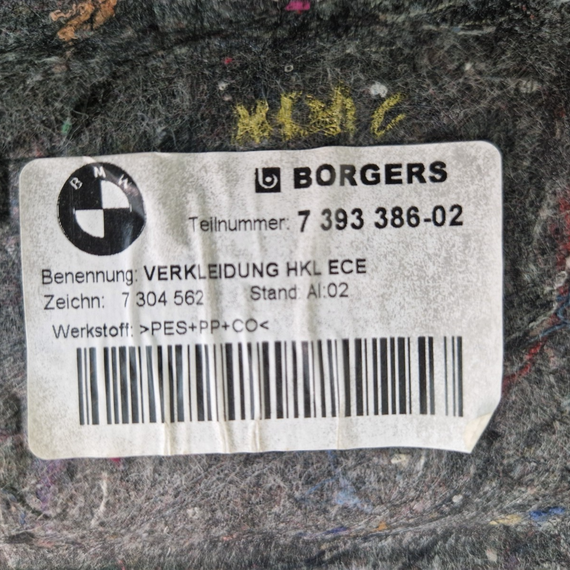 BMW
BORGERS
Teilnummer: 7 393 386-02
Benennung: VERKLEIDUNG HKL ECE
Zeichn: 7 304 562 Stand: AI:02
Werkstoff: >PES+PP+CO<